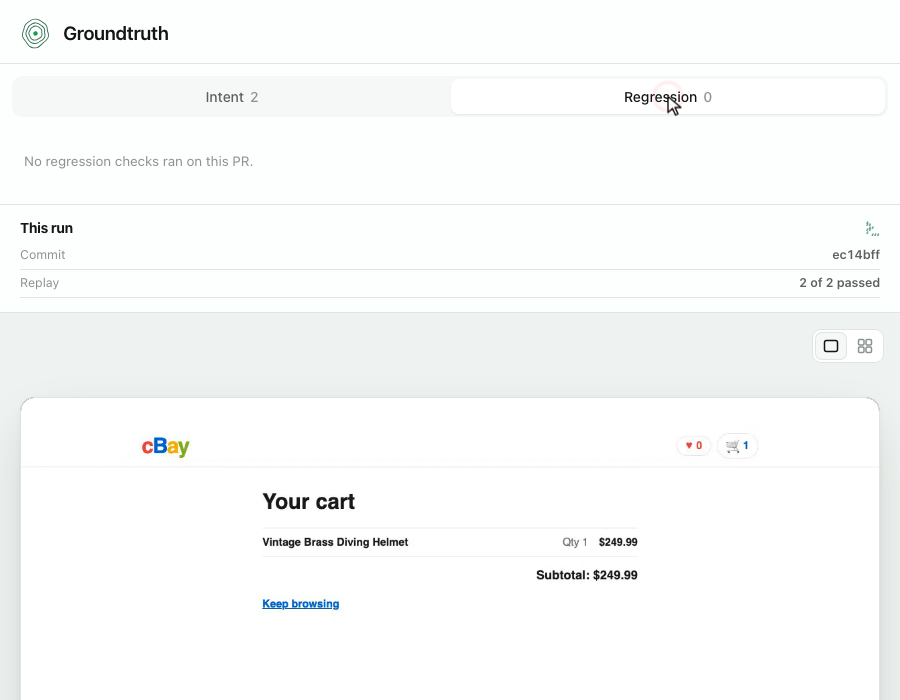 Groundtruth
Intent 2
Regression 0
No regression checks ran on this PR.
This run
Commit ec14bff
Replay 2 of 2 passed
cBay ♥ 0 🛒 1
Your cart
Vintage Brass Diving Helmet Qty 1 $249.99
Subtotal: $249.99
Keep browsing